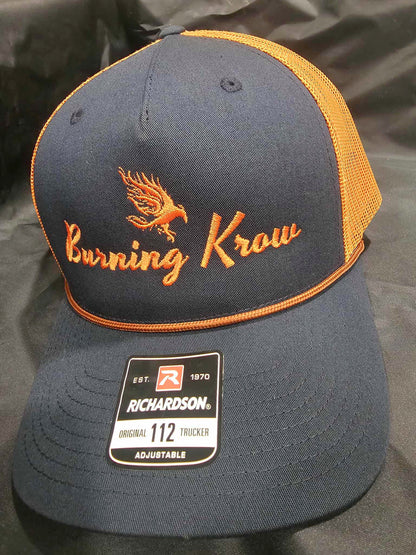 Burning Krow
EST. R 1970
RICHARDSON®
ORIGINAL 112 TRUCKER
ADJUSTABLE